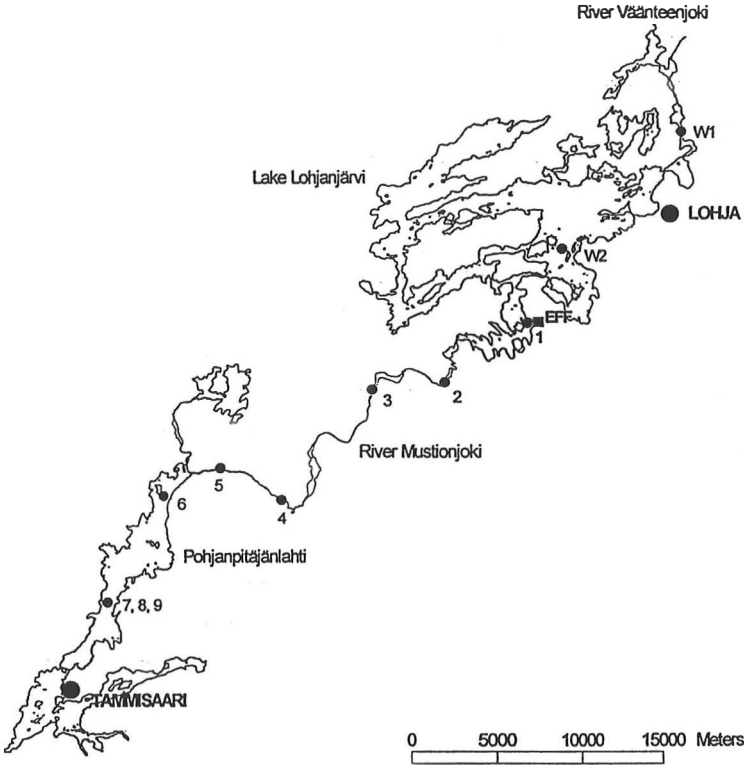 River Väänteenjoki
W1
Lake Lohjanjärvi
LOHJA
W2
EFF
1
2
3
River Mustionjoki
5
6
4
Pohjanpitäjänlahti
7, 8, 9
TAMMISAARI
0 5000 10000 15000 Meters